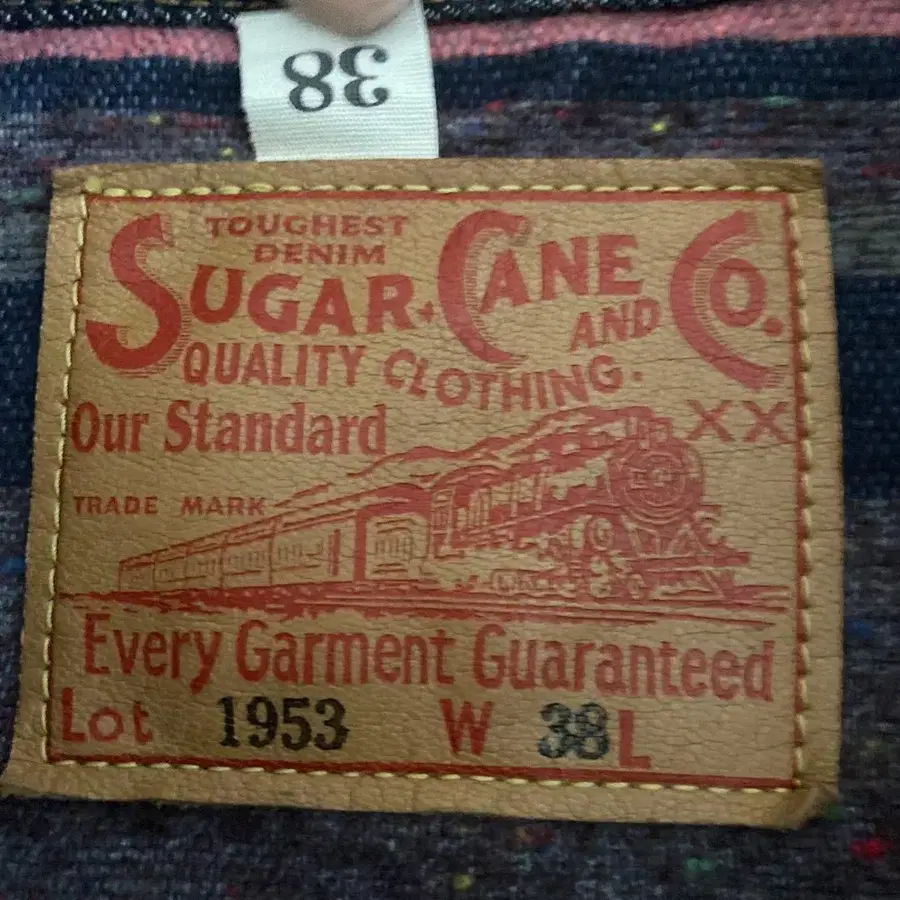 38
TOUGHEST
DENIM
SUGAR CANE CO.
AND
QUALITY CLOTHING.
Our Standard
XX
TRADE MARK
Every Garment Guaranteed
Lot 1953 W 38 L